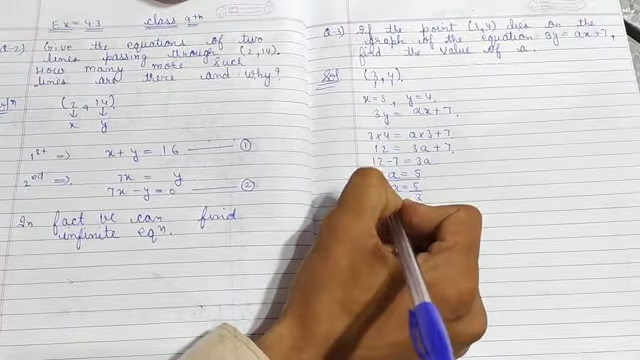 Ex = 4.3 class 9th
Q-2) Give the equations of two
lines passing through (2, 14).
How many more such
lines are there and why?
(2, 14)
x y
1st => x + y = 16 ①
2nd => 7x = y
7x - y = 0 ②
In fact we can find
infinite eqn.
Q-3) If the point (3,4) lies on the
graph of the equation 3y = ax+7,
find the value of a.
Sol (3, 4).
x = 3, y = 4.
3y = ax + 7.
3 x 4 = a x 3 + 7
12 = 3a + 7.
12 - 7 = 3a
a = 5
= 5
3